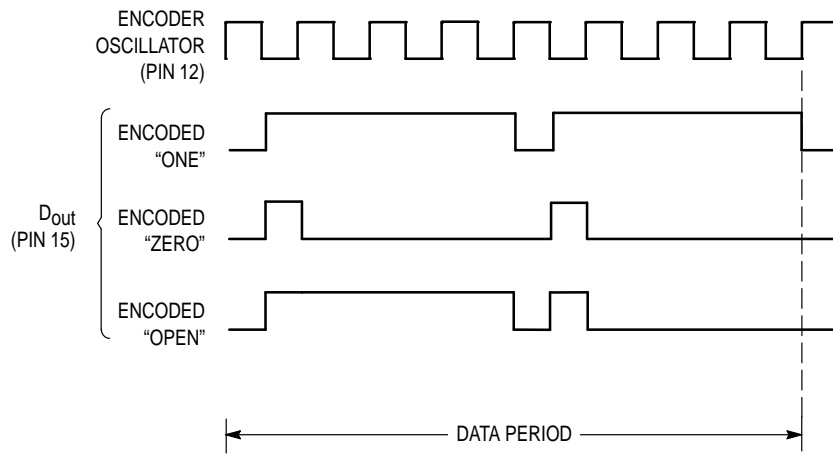 ENCODER
OSCILLATOR
(PIN 12)
ENCODED
“ONE”
Dout
(PIN 15)
ENCODED
“ZERO”
ENCODED
“OPEN”
DATA PERIOD